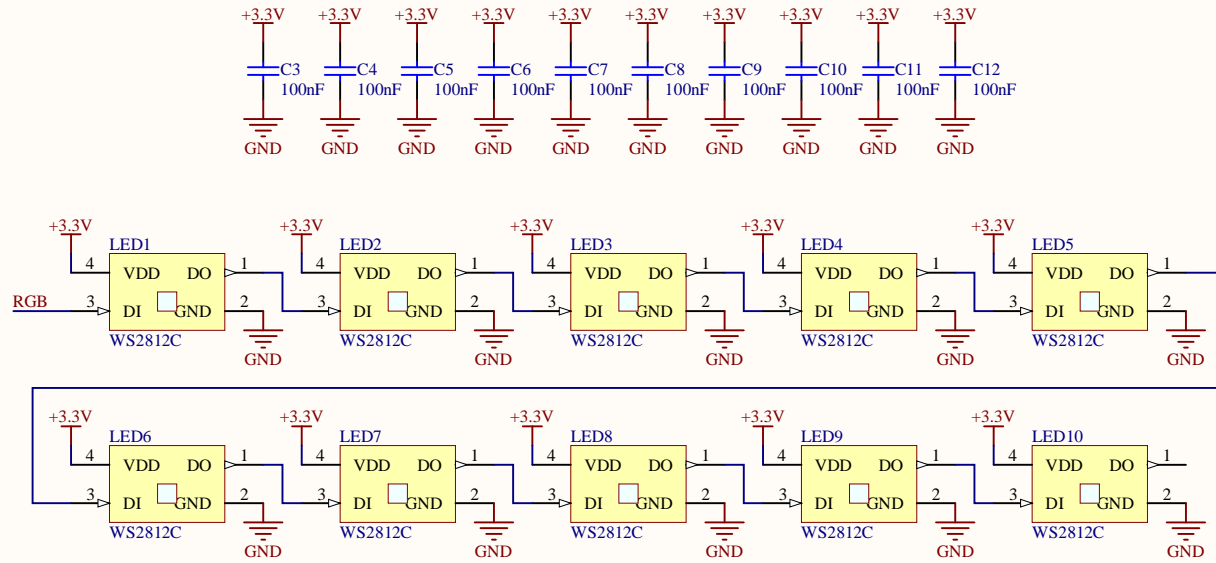 +3.3V +3.3V +3.3V +3.3V +3.3V +3.3V +3.3V +3.3V +3.3V +3.3V
C3 C4 C5 C6 C7 C8 C9 C10 C11 C12
100nF 100nF 100nF 100nF 100nF 100nF 100nF 100nF 100nF 100nF
GND GND GND GND GND GND GND GND GND GND
+3.3V +3.3V +3.3V +3.3V +3.3V
LED1 LED2 LED3 LED4 LED5
4 VDD DO 1 4 VDD DO 1 4 VDD DO 1 4 VDD DO 1 4 VDD DO 1
RGB 3 DI GND 2 3 DI GND 2 3 DI GND 2 3 DI GND 2 3 DI GND 2
WS2812C WS2812C WS2812C WS2812C WS2812C
GND GND GND GND GND
+3.3V +3.3V +3.3V +3.3V +3.3V
LED6 LED7 LED8 LED9 LED10
4 VDD DO 1 4 VDD DO 1 4 VDD DO 1 4 VDD DO 1 4 VDD DO 1
3 DI GND 2 3 DI GND 2 3 DI GND 2 3 DI GND 2 3 DI GND 2
WS2812C WS2812C WS2812C WS2812C WS2812C
GND GND GND GND GND